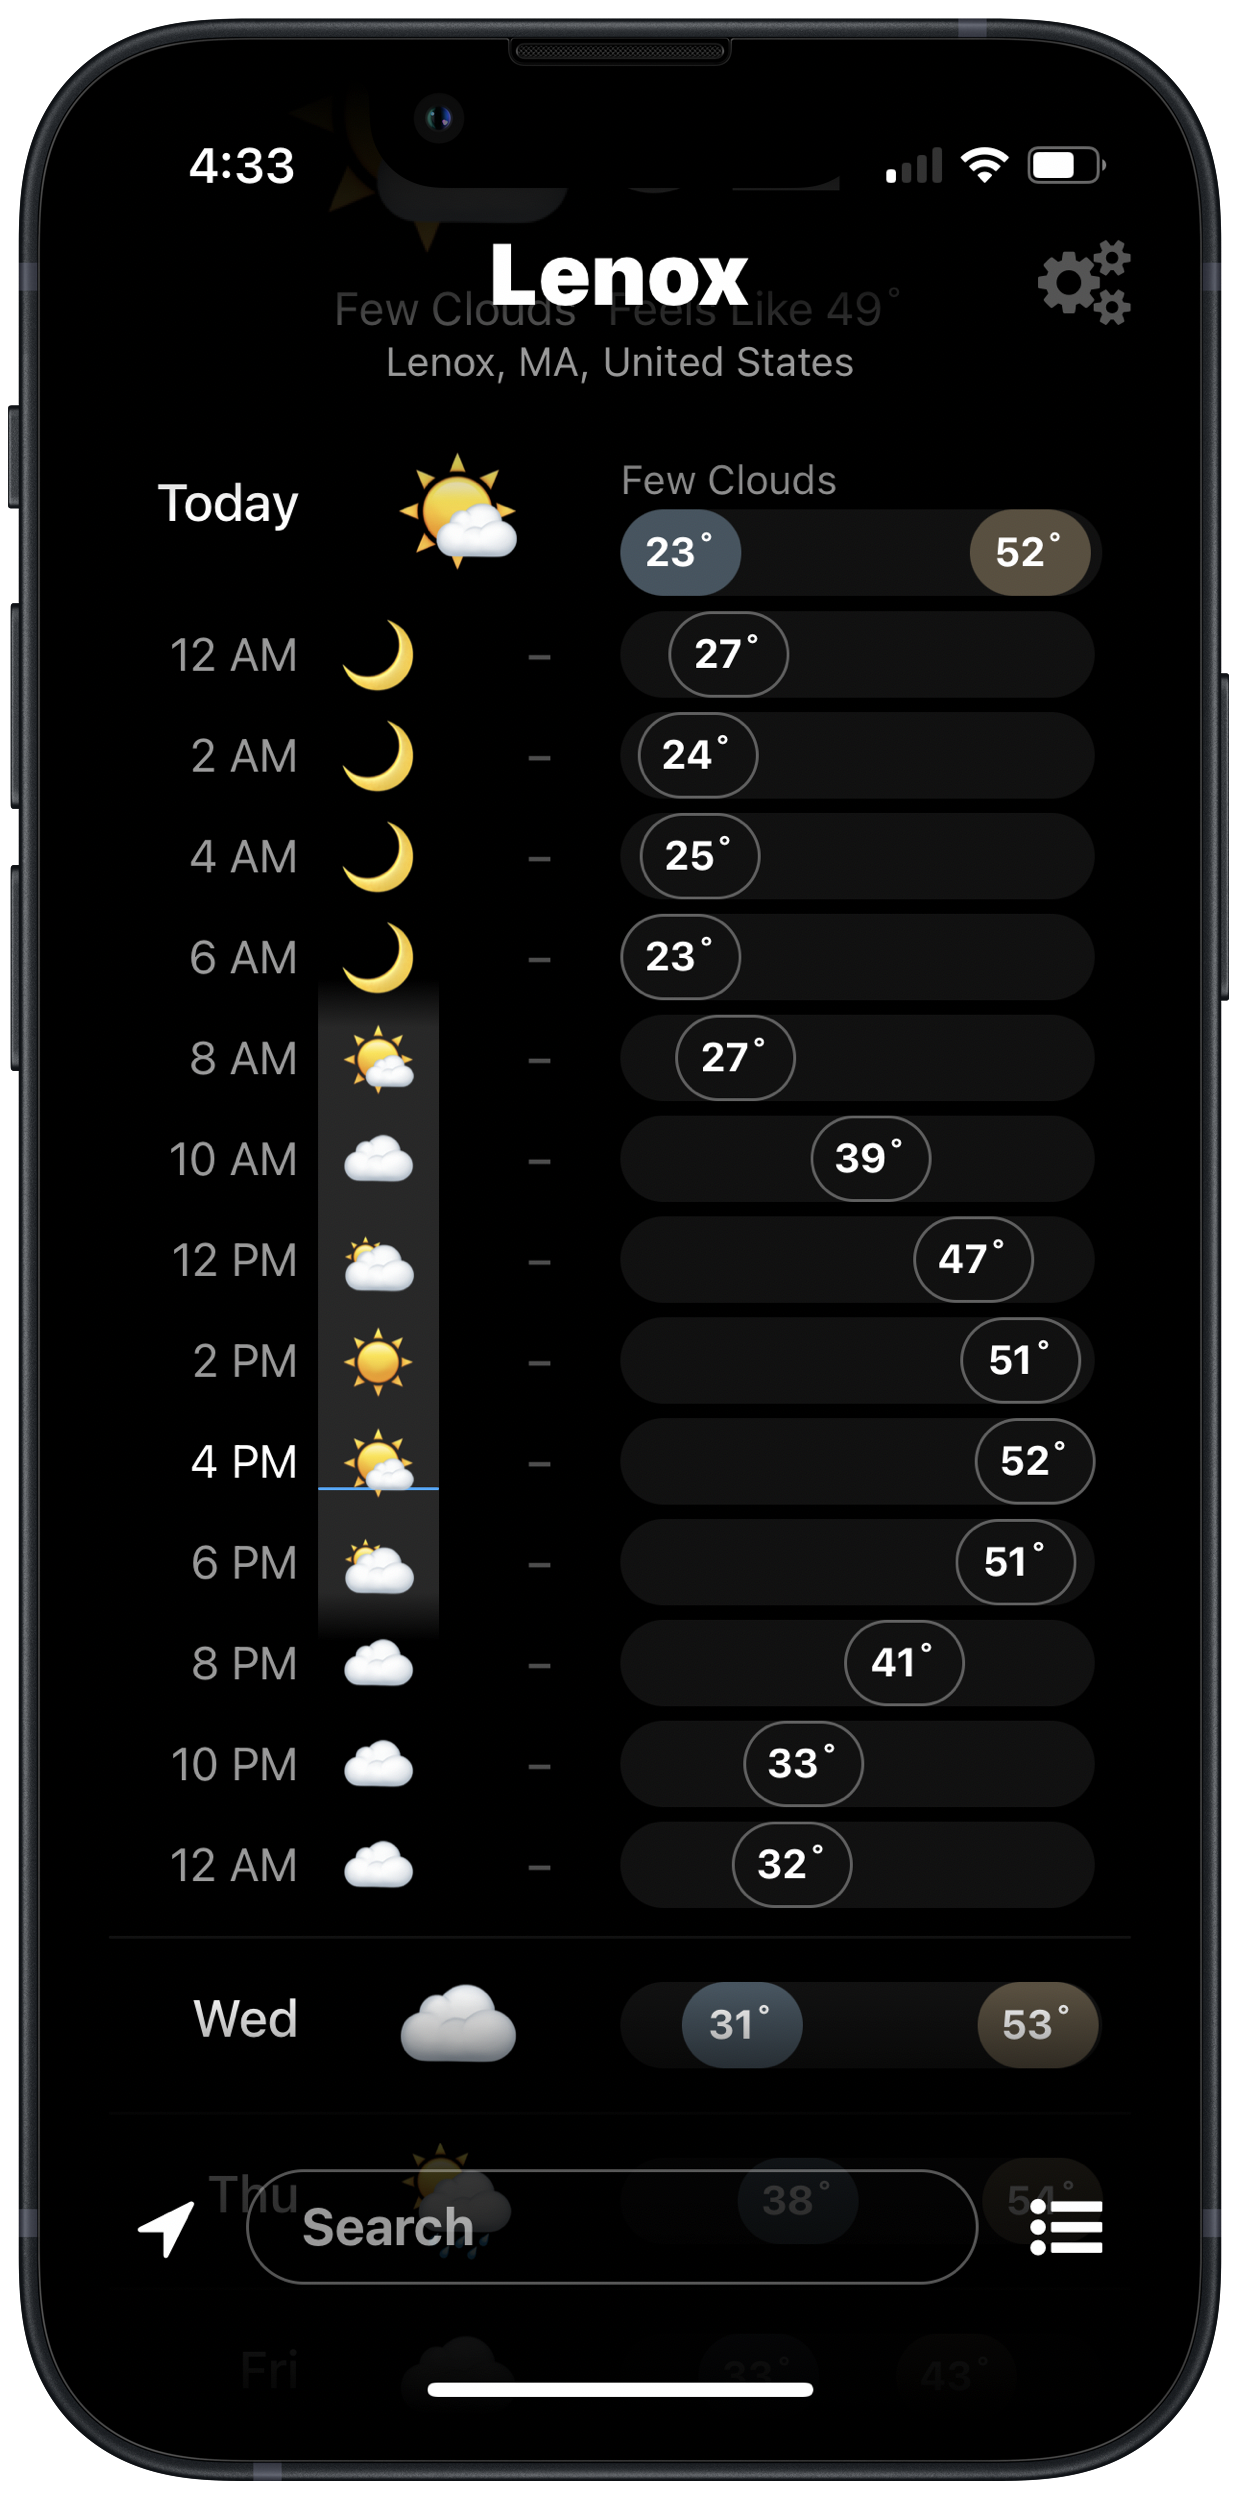 4:33
Lenox
Few Clouds Feels Like 49°
Lenox, MA, United States
Few Clouds
Today 23° 52°
12 AM – 27°
2 AM – 24°
4 AM – 25°
6 AM – 23°
8 AM – 27°
10 AM – 39°
12 PM – 47°
2 PM – 51°
4 PM – 52°
6 PM – 51°
8 PM – 41°
10 PM – 33°
12 AM – 32°
Wed 31° 53°
Thu 38° 54°
Search
Fri 33° 43°